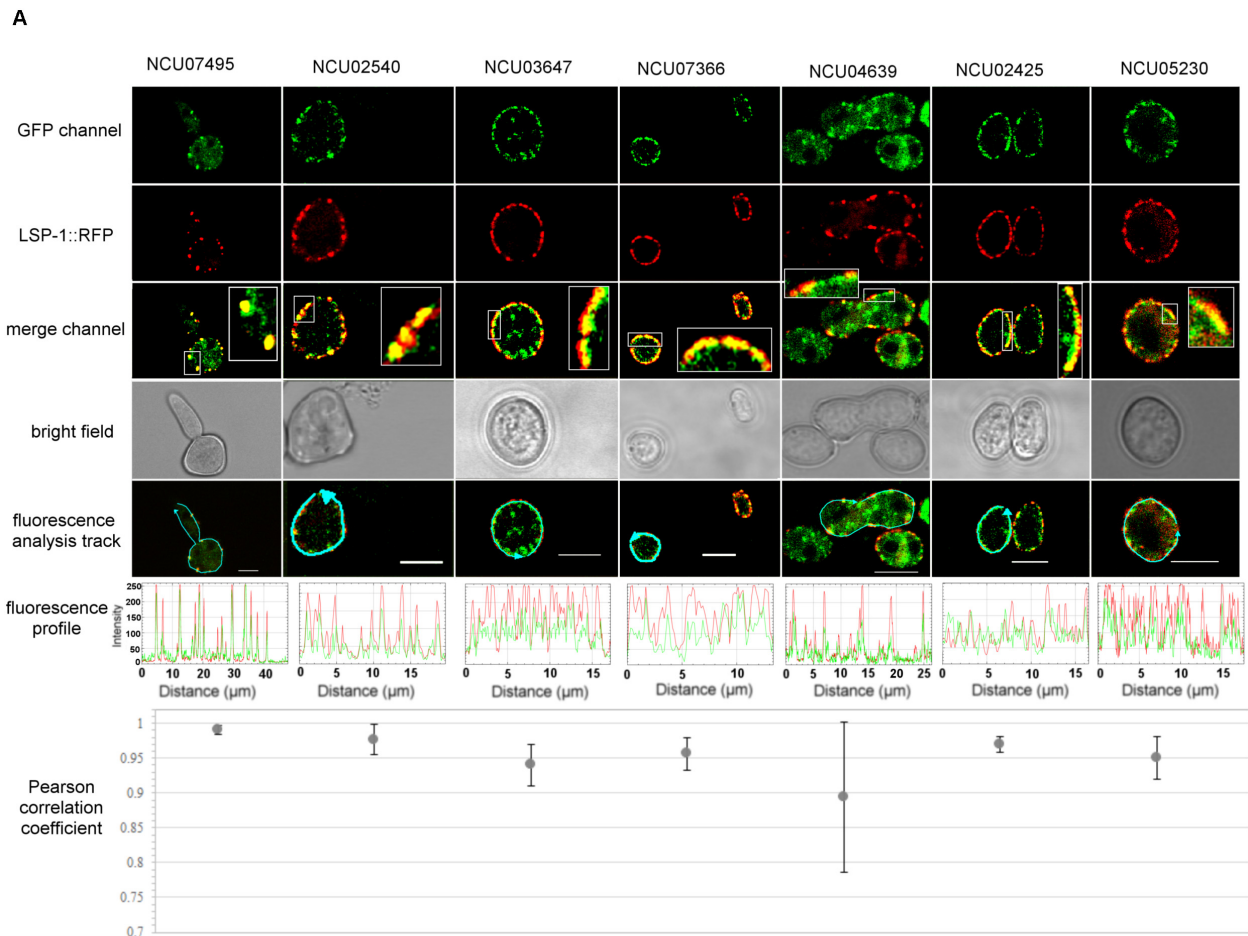 A
NCU07495 NCU02540 NCU03647 NCU07366 NCU04639 NCU02425 NCU05230
GFP channel
LSP-1::RFP
merge channel
bright field
fluorescence
analysis track
fluorescence
profile
Intensity
250
200
150
100
50
0
0 10 20 30 40 0 5 10 15 0 5 10 15 0 5 10 0 5 10 15 20 25 0 5 10 15 0 5 10 15
Distance (μm) Distance (μm) Distance (μm) Distance (μm) Distance (μm) Distance (μm) Distance (μm)
Pearson
correlation
coefficient
1
0.95
0.9
0.85
0.8
0.75
0.7